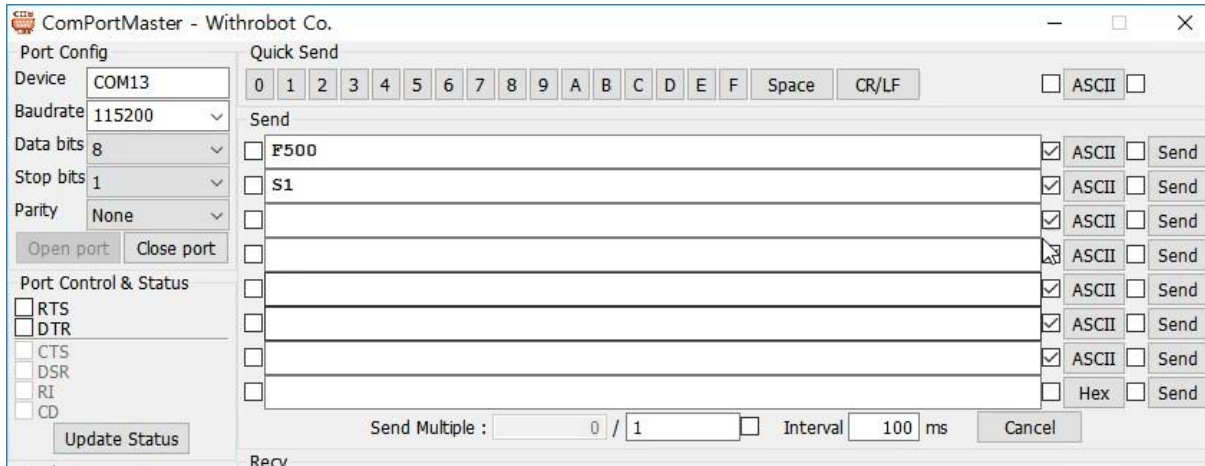 ComPortMaster - Withrobot Co.
Port Config
Device COM13
Baudrate 115200
Data bits 8
Stop bits 1
Parity None
Open port Close port
Port Control & Status
RTS
DTR
CTS
DSR
RI
CD
Update Status
Quick Send
0 1 2 3 4 5 6 7 8 9 A B C D E F Space CR/LF ASCII
Send
F500 ASCII Send
S1 ASCII Send
ASCII Send
ASCII Send
ASCII Send
ASCII Send
ASCII Send
Hex Send
Send Multiple : 0 / 1 Interval 100 ms Cancel
Recv